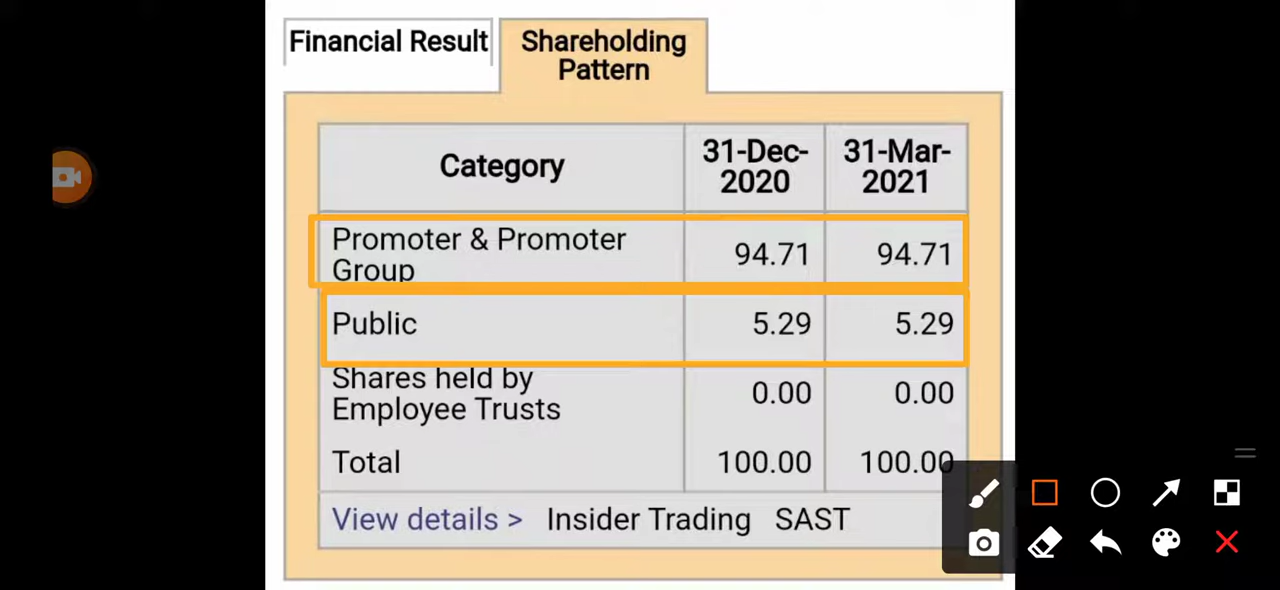 Financial Result
Shareholding
Pattern
Category
31-Dec-
2020
31-Mar-
2021
Promoter & Promoter
Group
94.71
94.71
Public
5.29
5.29
Shares held by
Employee Trusts
0.00
0.00
Total
100.00
100.00
View details > Insider Trading SAST